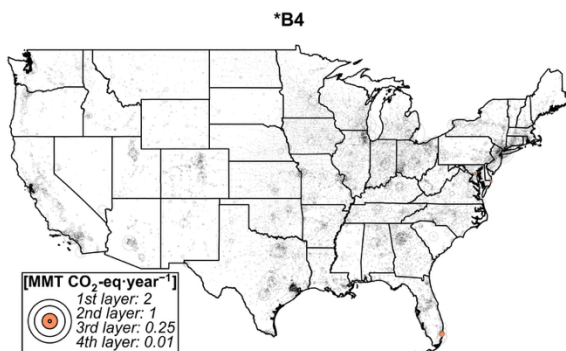 *B4
[MMT CO₂-eq·year⁻¹]
1st layer: 2
2nd layer: 1
3rd layer: 0.25
4th layer: 0.01